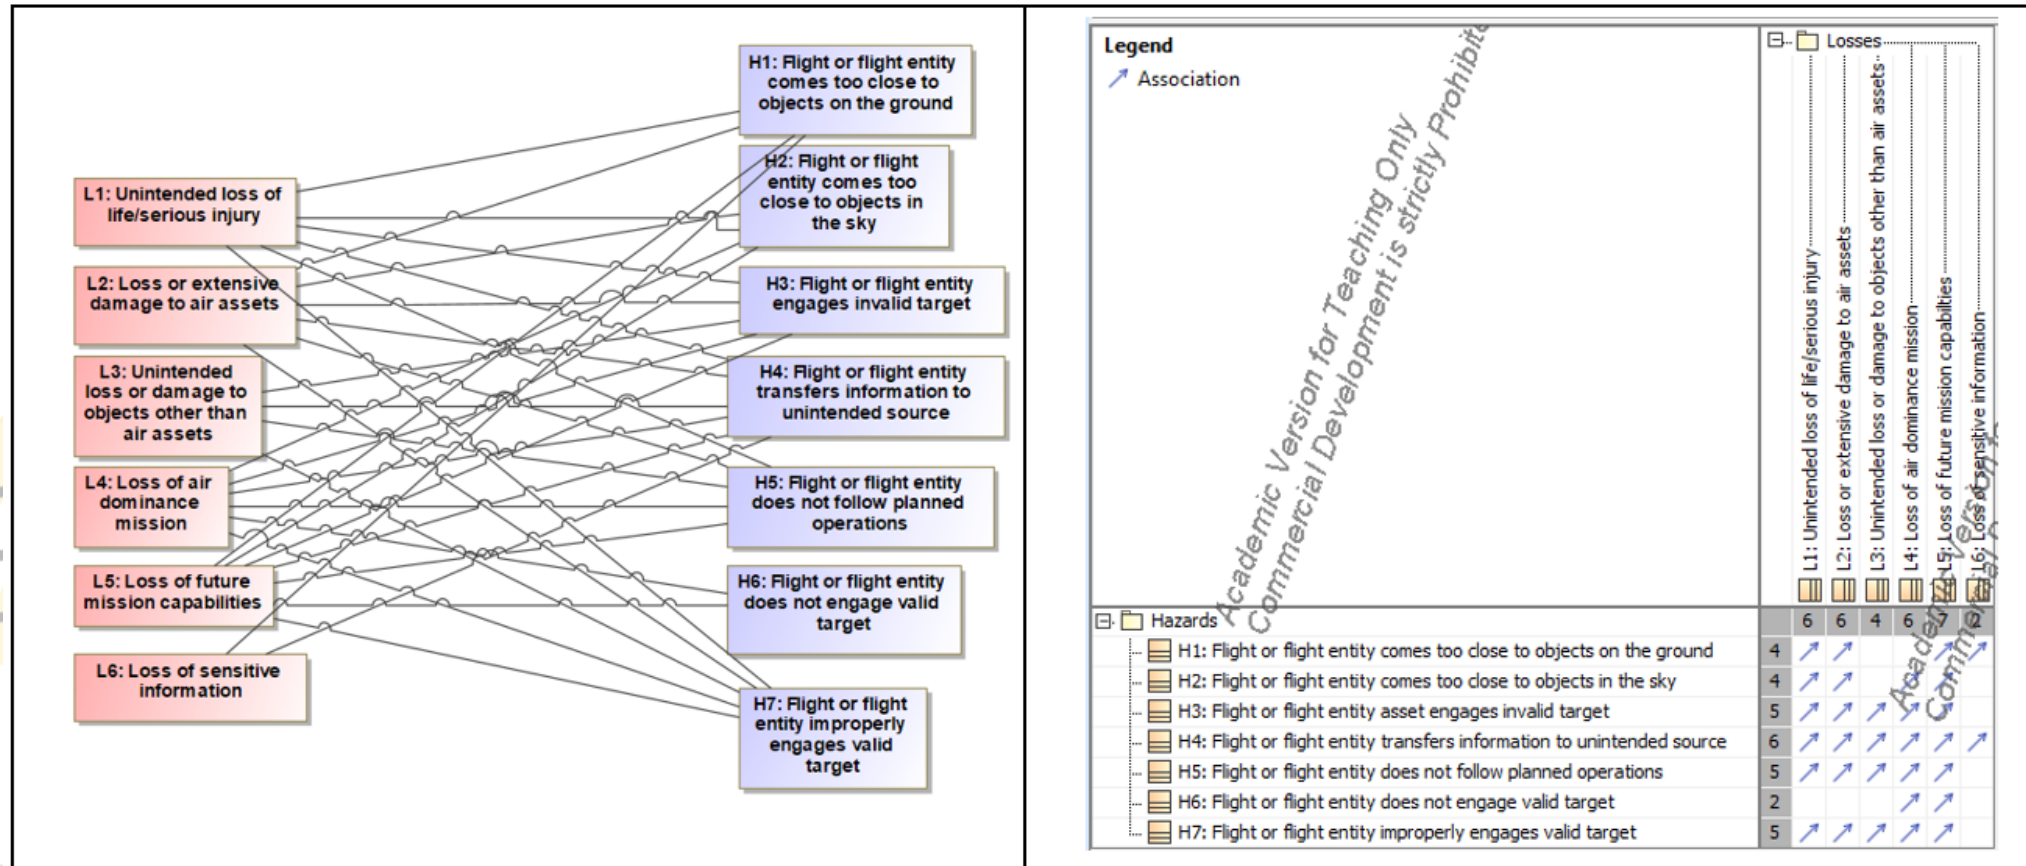 H1: Flight or flight entity
comes too close to
objects on the ground
H2: Flight or flight
entity comes too
close to objects in
the sky
L1: Unintended loss of
life/serious injury
L2: Loss or extensive
damage to air assets
H3: Flight or flight entity
engages invalid target
L3: Unintended
loss or damage to
objects other than
air assets
H4: Flight or flight entity
transfers information to
unintended source
L4: Loss of air
dominance
mission
H5: Flight or flight entity
does not follow planned
operations
L5: Loss of future
mission capabilities
H6: Flight or flight entity
does not engage valid
target
L6: Loss of sensitive
information
H7: Flight or flight
entity improperly
engages valid
target
Legend
Association
Academic Version for Teaching Only
Commercial Development is strictly Prohibite
Losses
L1: Unintended loss of life/serious injury
L2: Loss or extensive damage to air assets
L3: Unintended loss or damage to objects other than air assets
L4: Loss of air dominance mission
L5: Loss of future mission capabilties
L6: Loss of sensitive information
Academic Version fo
Commercial D
Hazards 6 6 4 6 7 2
H1: Flight or flight entity comes too close to objects on the ground 4
H2: Flight or flight entity comes too close to objects in the sky 4
H3: Flight or flight entity asset engages invalid target 5
H4: Flight or flight entity transfers information to unintended source 6
H5: Flight or flight entity does not follow planned operations 5
H6: Flight or flight entity does not engage valid target 2
H7: Flight or flight entity improperly engages valid target 5